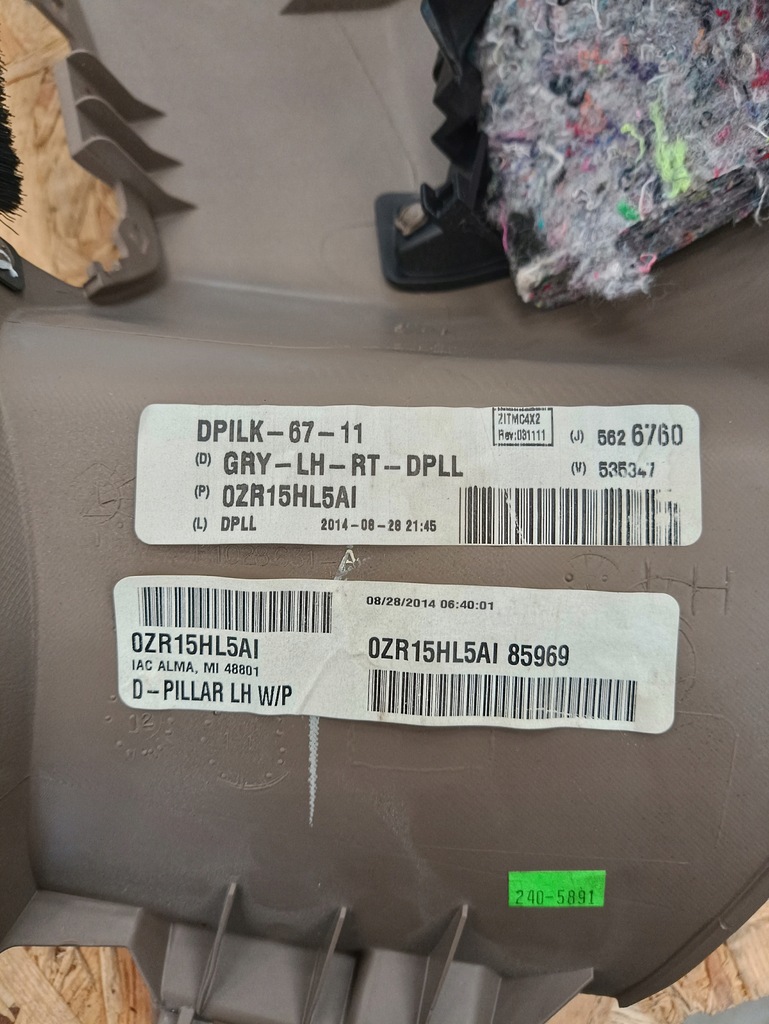 DPILK-67-11
ZITMC4X2
Rev:031111
(J) 562 6760
(D) GRY-LH-RT-DPLL
(V) 535347
(P) 0ZR15HL5AI
(L) DPLL 2014-08-28 21:45
A
08/28/2014 06:40:01
0ZR15HL5AI
IAC ALMA, MI 48801
D-PILLAR LH W/P
0ZR15HL5AI 85969
240-5891